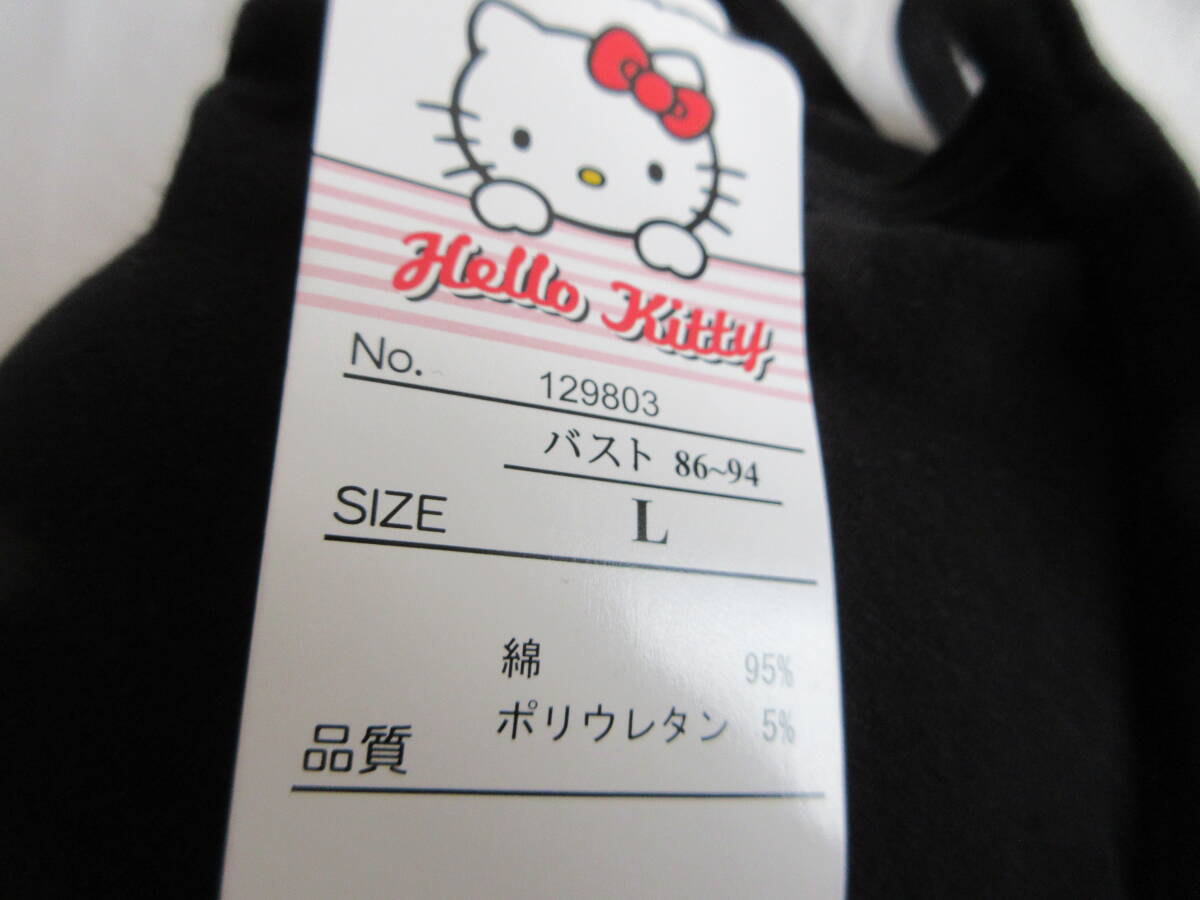 Hello Kitty
No. 129803
バスト 86~94
SIZE L
綿 95%
ポリウレタン 5%
品質